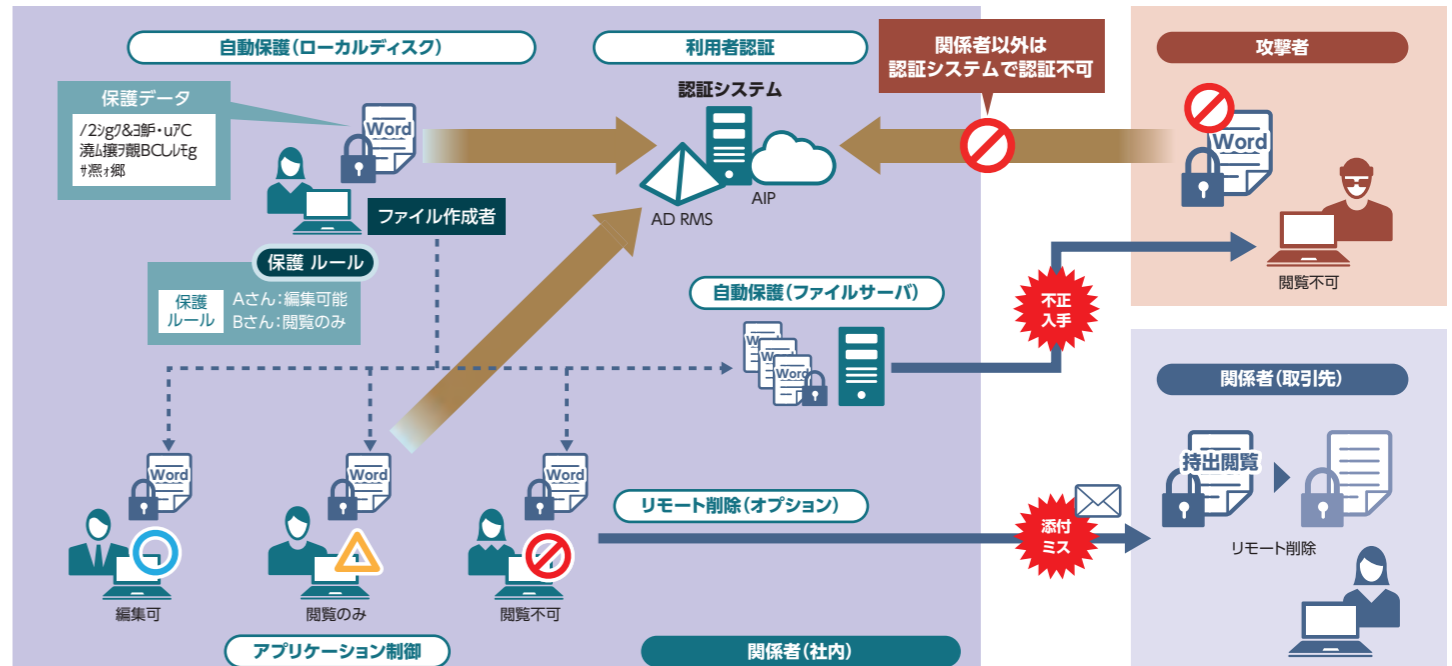 自動保護（ローカルディスク）
保護データ
Word
ファイル作成者
保護 ルール
保護
ルール
Aさん：編集可能
Bさん：閲覧のみ
利用者認証
認証システム
AD RMS
AIP
関係者以外は
認証システムで認証不可
攻撃者
Word
閲覧不可
自動保護（ファイルサーバ）
Word
Word
Word
不正
入手
関係者（取引先）
持出閲覧
リモート削除
Word
編集可
Word
閲覧のみ
Word
閲覧不可
リモート削除（オプション）
添付
ミス
アプリケーション制御
関係者（社内）